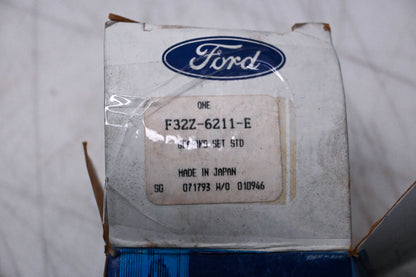 Ford
ONE
F32Z-6211-E
SET STD
MADE IN JAPAN
SG 071793 W/O 010946